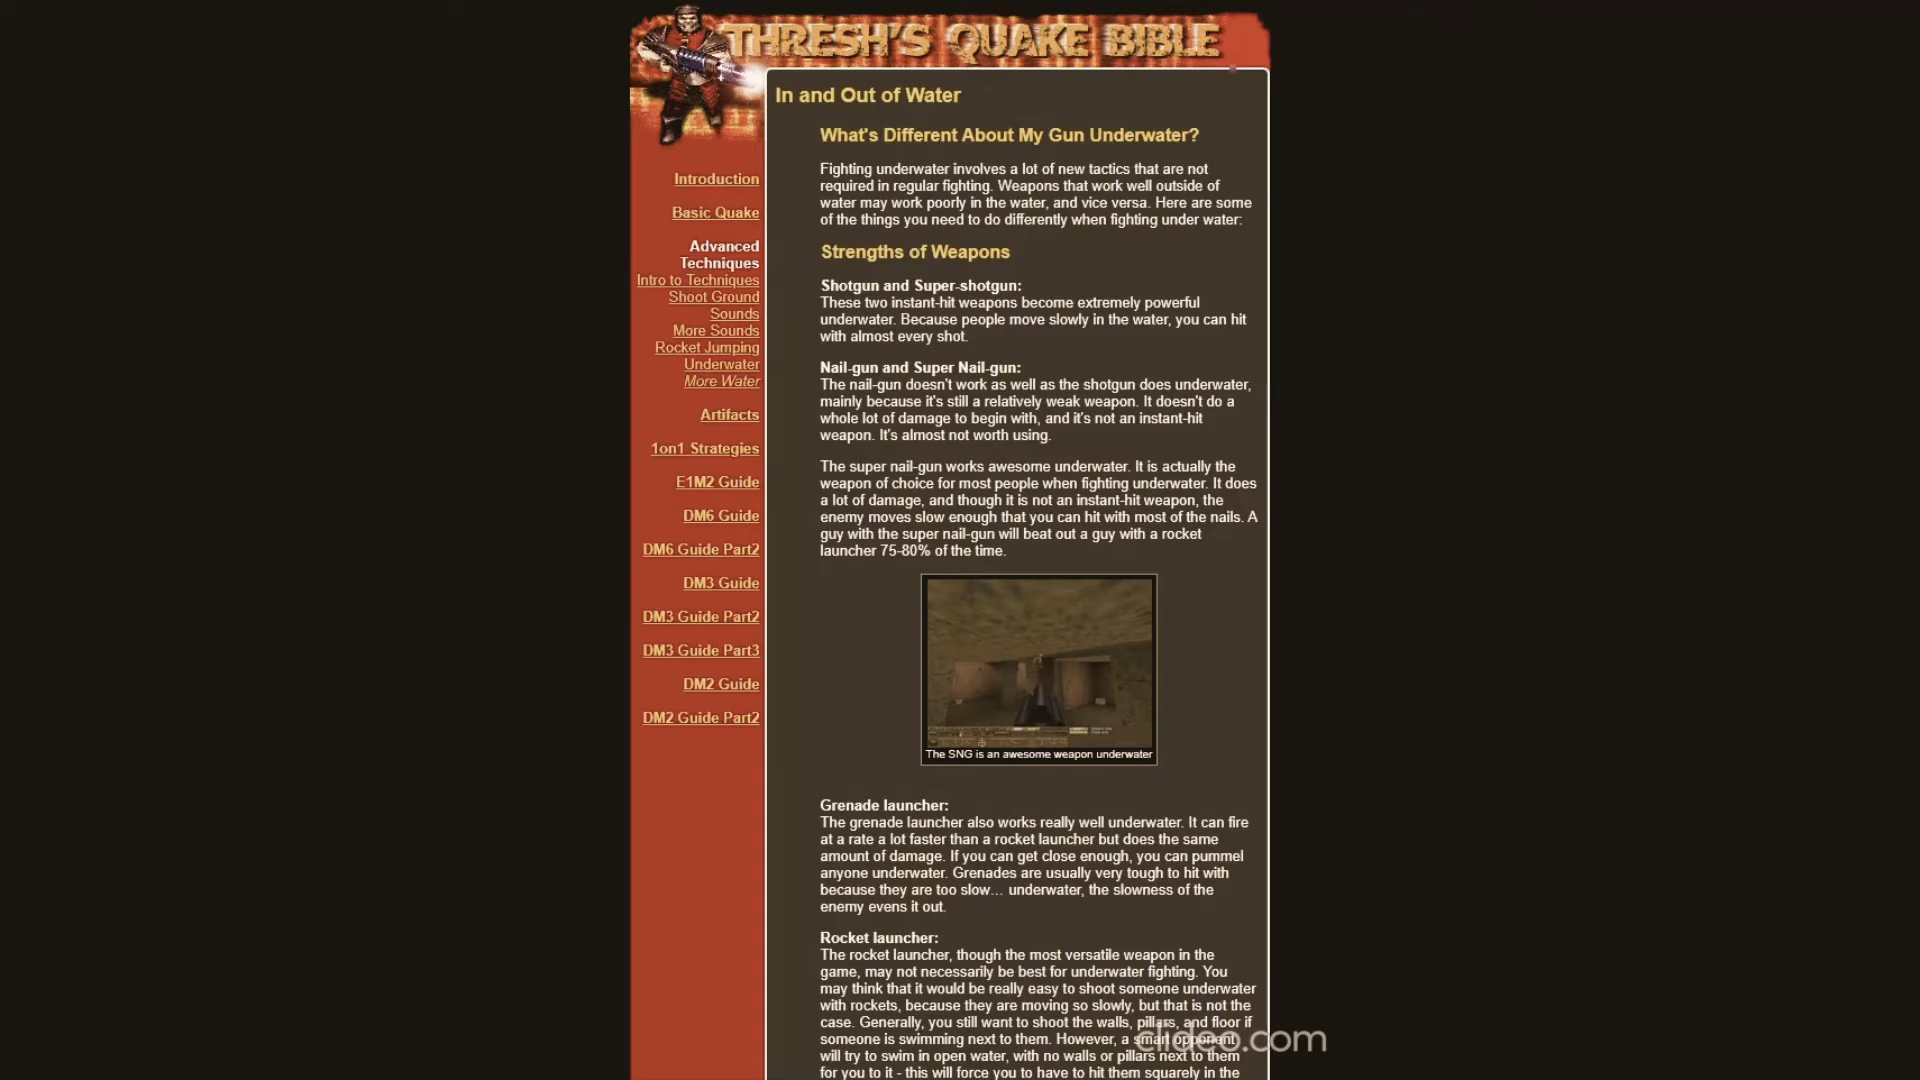 THRESH'S QUAKE BIBLE
In and Out of Water
What's Different About My Gun Underwater?
Fighting underwater involves a lot of new tactics that are not
required in regular fighting. Weapons that work well outside of
water may work poorly in the water, and vice versa. Here are some
of the things you need to do differently when fighting under water:
Strengths of Weapons
Shotgun and Super-shotgun:
These two instant-hit weapons become extremely powerful
underwater. Because people move slowly in the water, you can hit
with almost every shot.
Nail-gun and Super Nail-gun:
The nail-gun doesn't work as well as the shotgun does underwater,
mainly because it's still a relatively weak weapon. It doesn't do a
whole lot of damage to begin with, and it's not an instant-hit
weapon. It's almost not worth using.
The super nail-gun works awesome underwater. It is actually the
weapon of choice for most people when fighting underwater. It does
a lot of damage, and though it is not an instant-hit weapon, the
enemy moves slow enough that you can hit with most of the nails. A
guy with the super nail-gun will beat out a guy with a rocket
launcher 75-80% of the time.
The SNG is an awesome weapon underwater
Grenade launcher:
The grenade launcher also works really well underwater. It can fire
at a rate a lot faster than a rocket launcher but does the same
amount of damage. If you can get close enough, you can pummel
anyone underwater. Grenades are usually very tough to hit with
because they are too slow… underwater, the slowness of the
enemy evens it out.
Rocket launcher:
The rocket launcher, though the most versatile weapon in the
game, may not necessarily be best for underwater fighting. You
may think that it would be really easy to shoot someone underwater
with rockets, because they are moving so slowly, but that is not the
case. Generally, you still want to shoot the walls, pillars, and floor if
someone is swimming next to them. However, a smart opponent
will try to swim in open water, with no walls or pillars next to them
for you to it - this will force you to have to hit them squarely in the
Introduction
Basic Quake
Advanced
Techniques
Intro to Techniques
Shoot Ground
Sounds
More Sounds
Rocket Jumping
Underwater
More Water
Artifacts
1on1 Strategies
E1M2 Guide
DM6 Guide
DM6 Guide Part2
DM3 Guide
DM3 Guide Part2
DM3 Guide Part3
DM2 Guide
DM2 Guide Part2
clideo.com